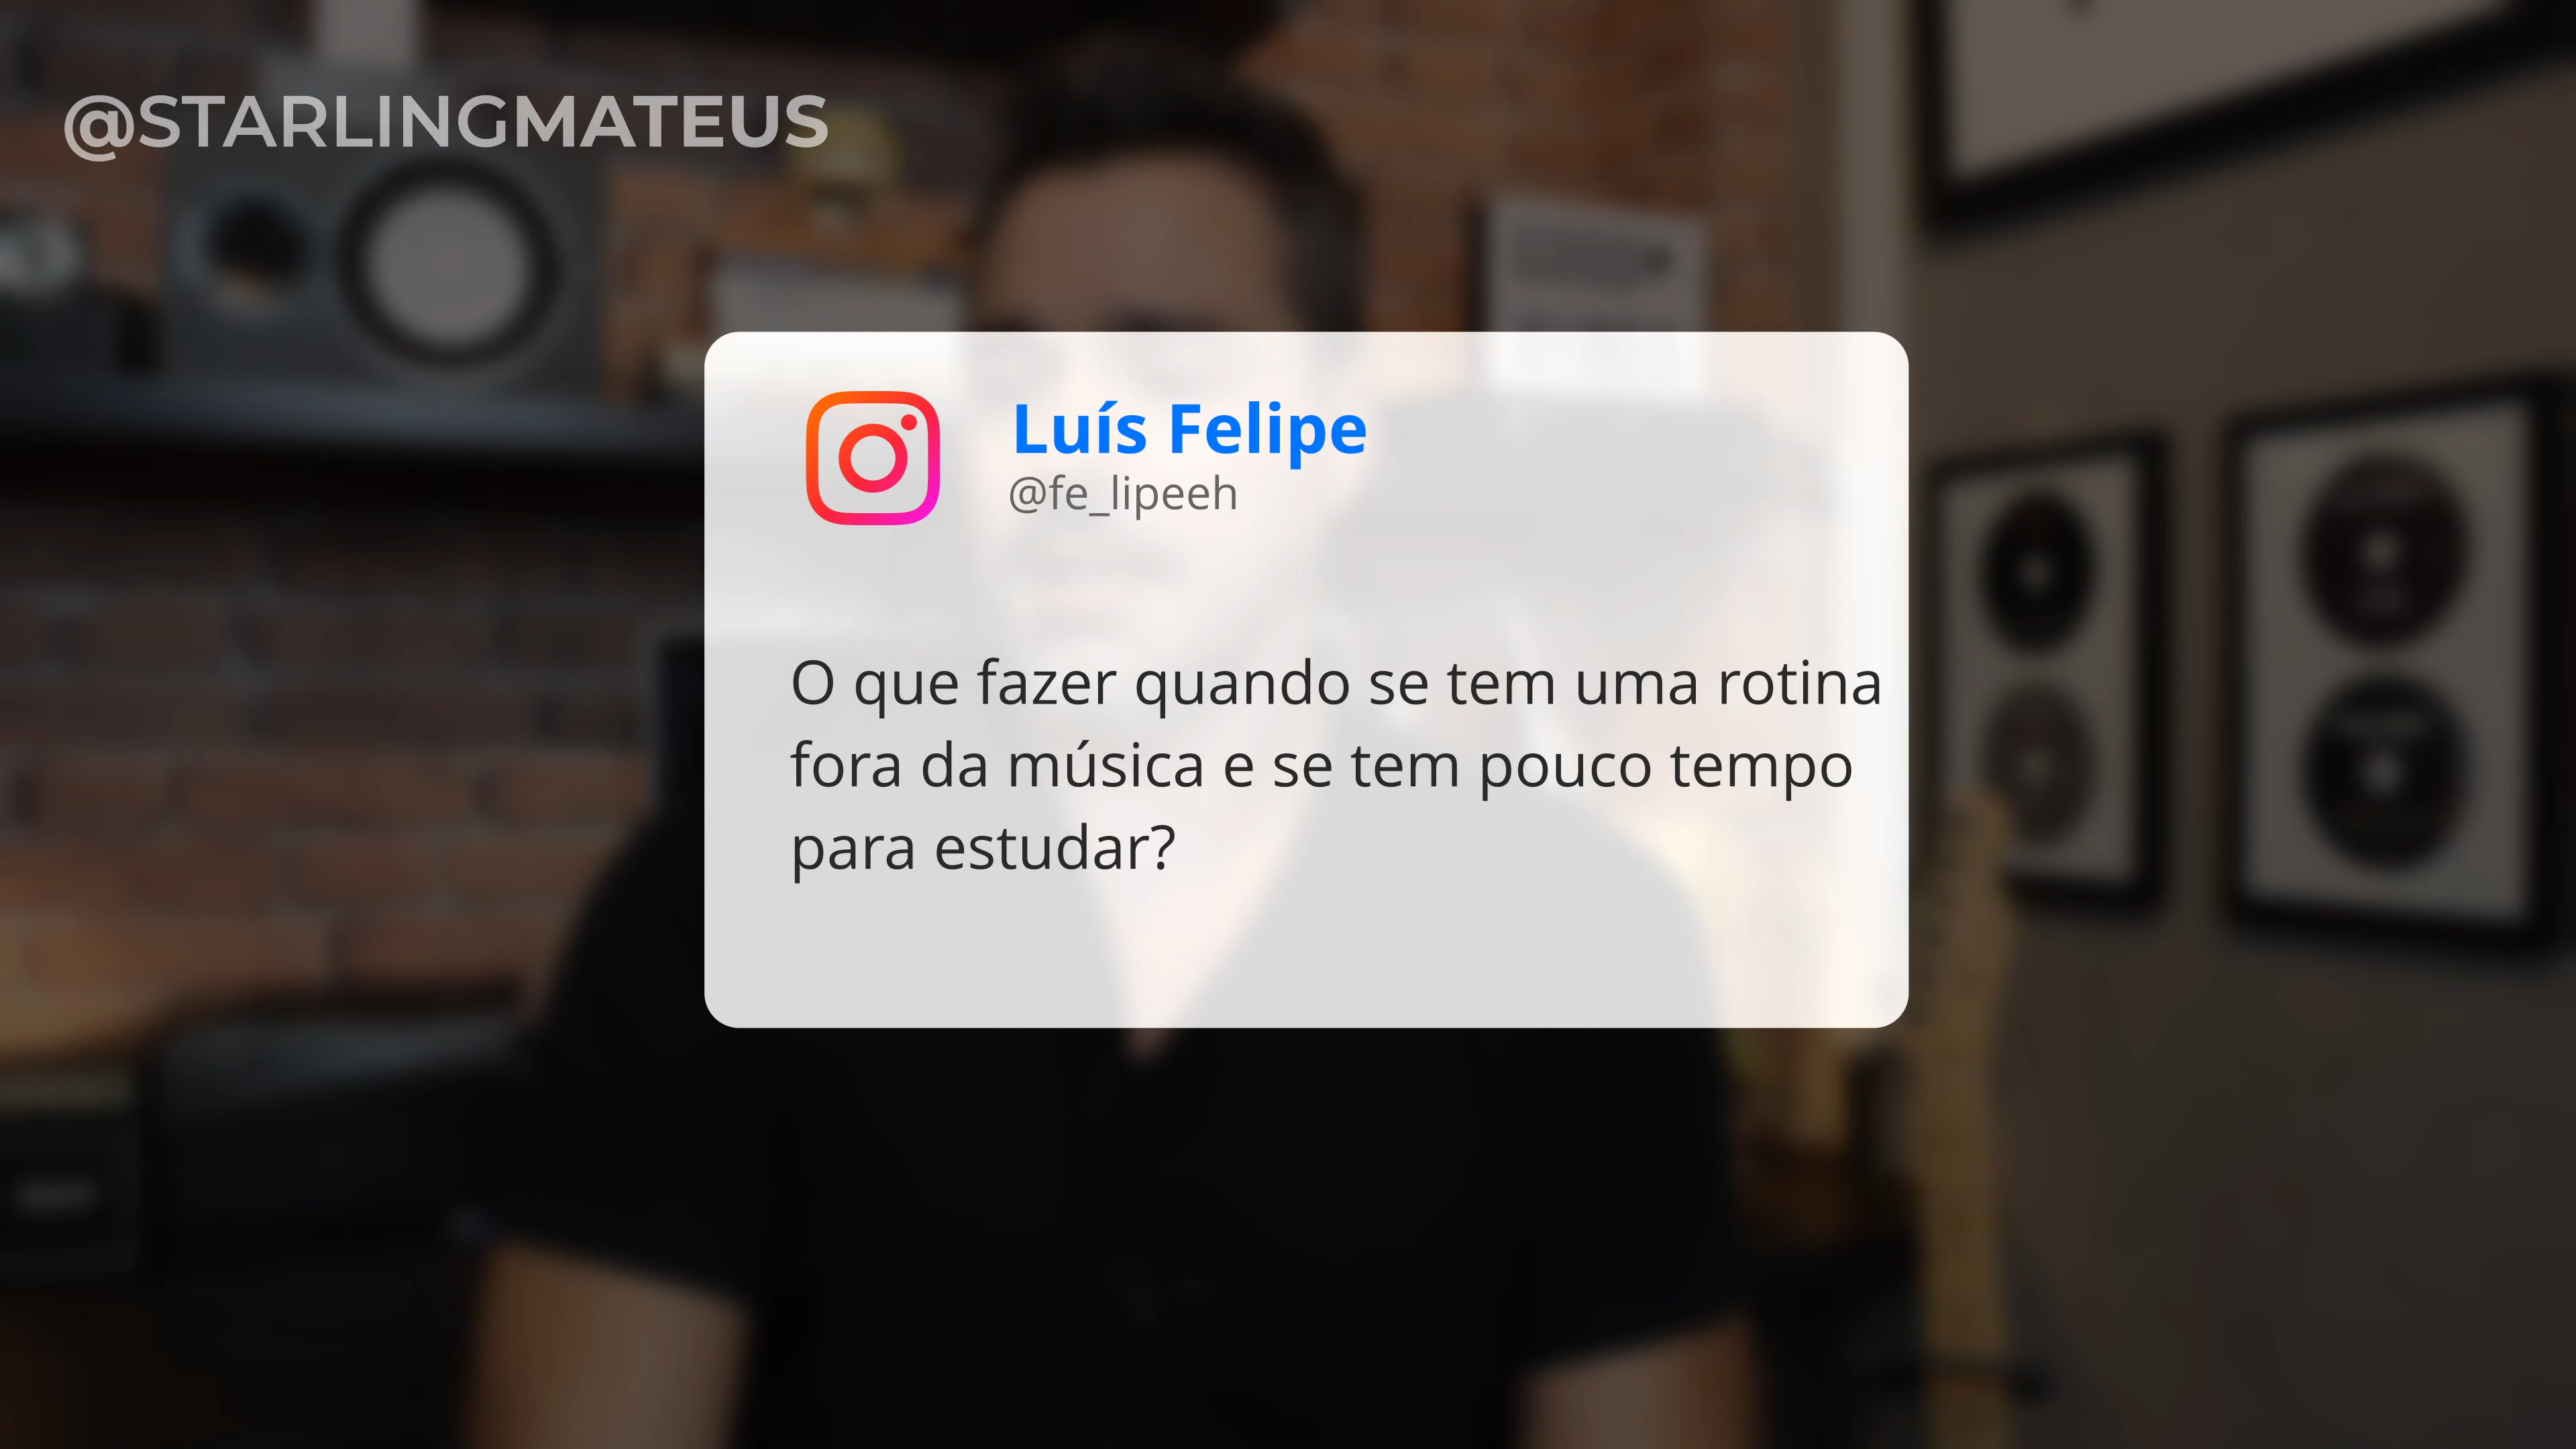 @STARLINGMATEUS
Luís Felipe
@fe_lipeeh
O que fazer quando se tem uma rotina
fora da música e se tem pouco tempo
para estudar?